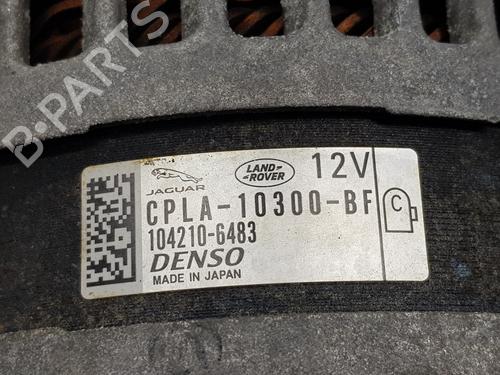 B-PARTS
JAGUAR
LAND
ROVER
12V
CPLA-10300-BF
C
104210-6483
DENSO
MADE IN JAPAN